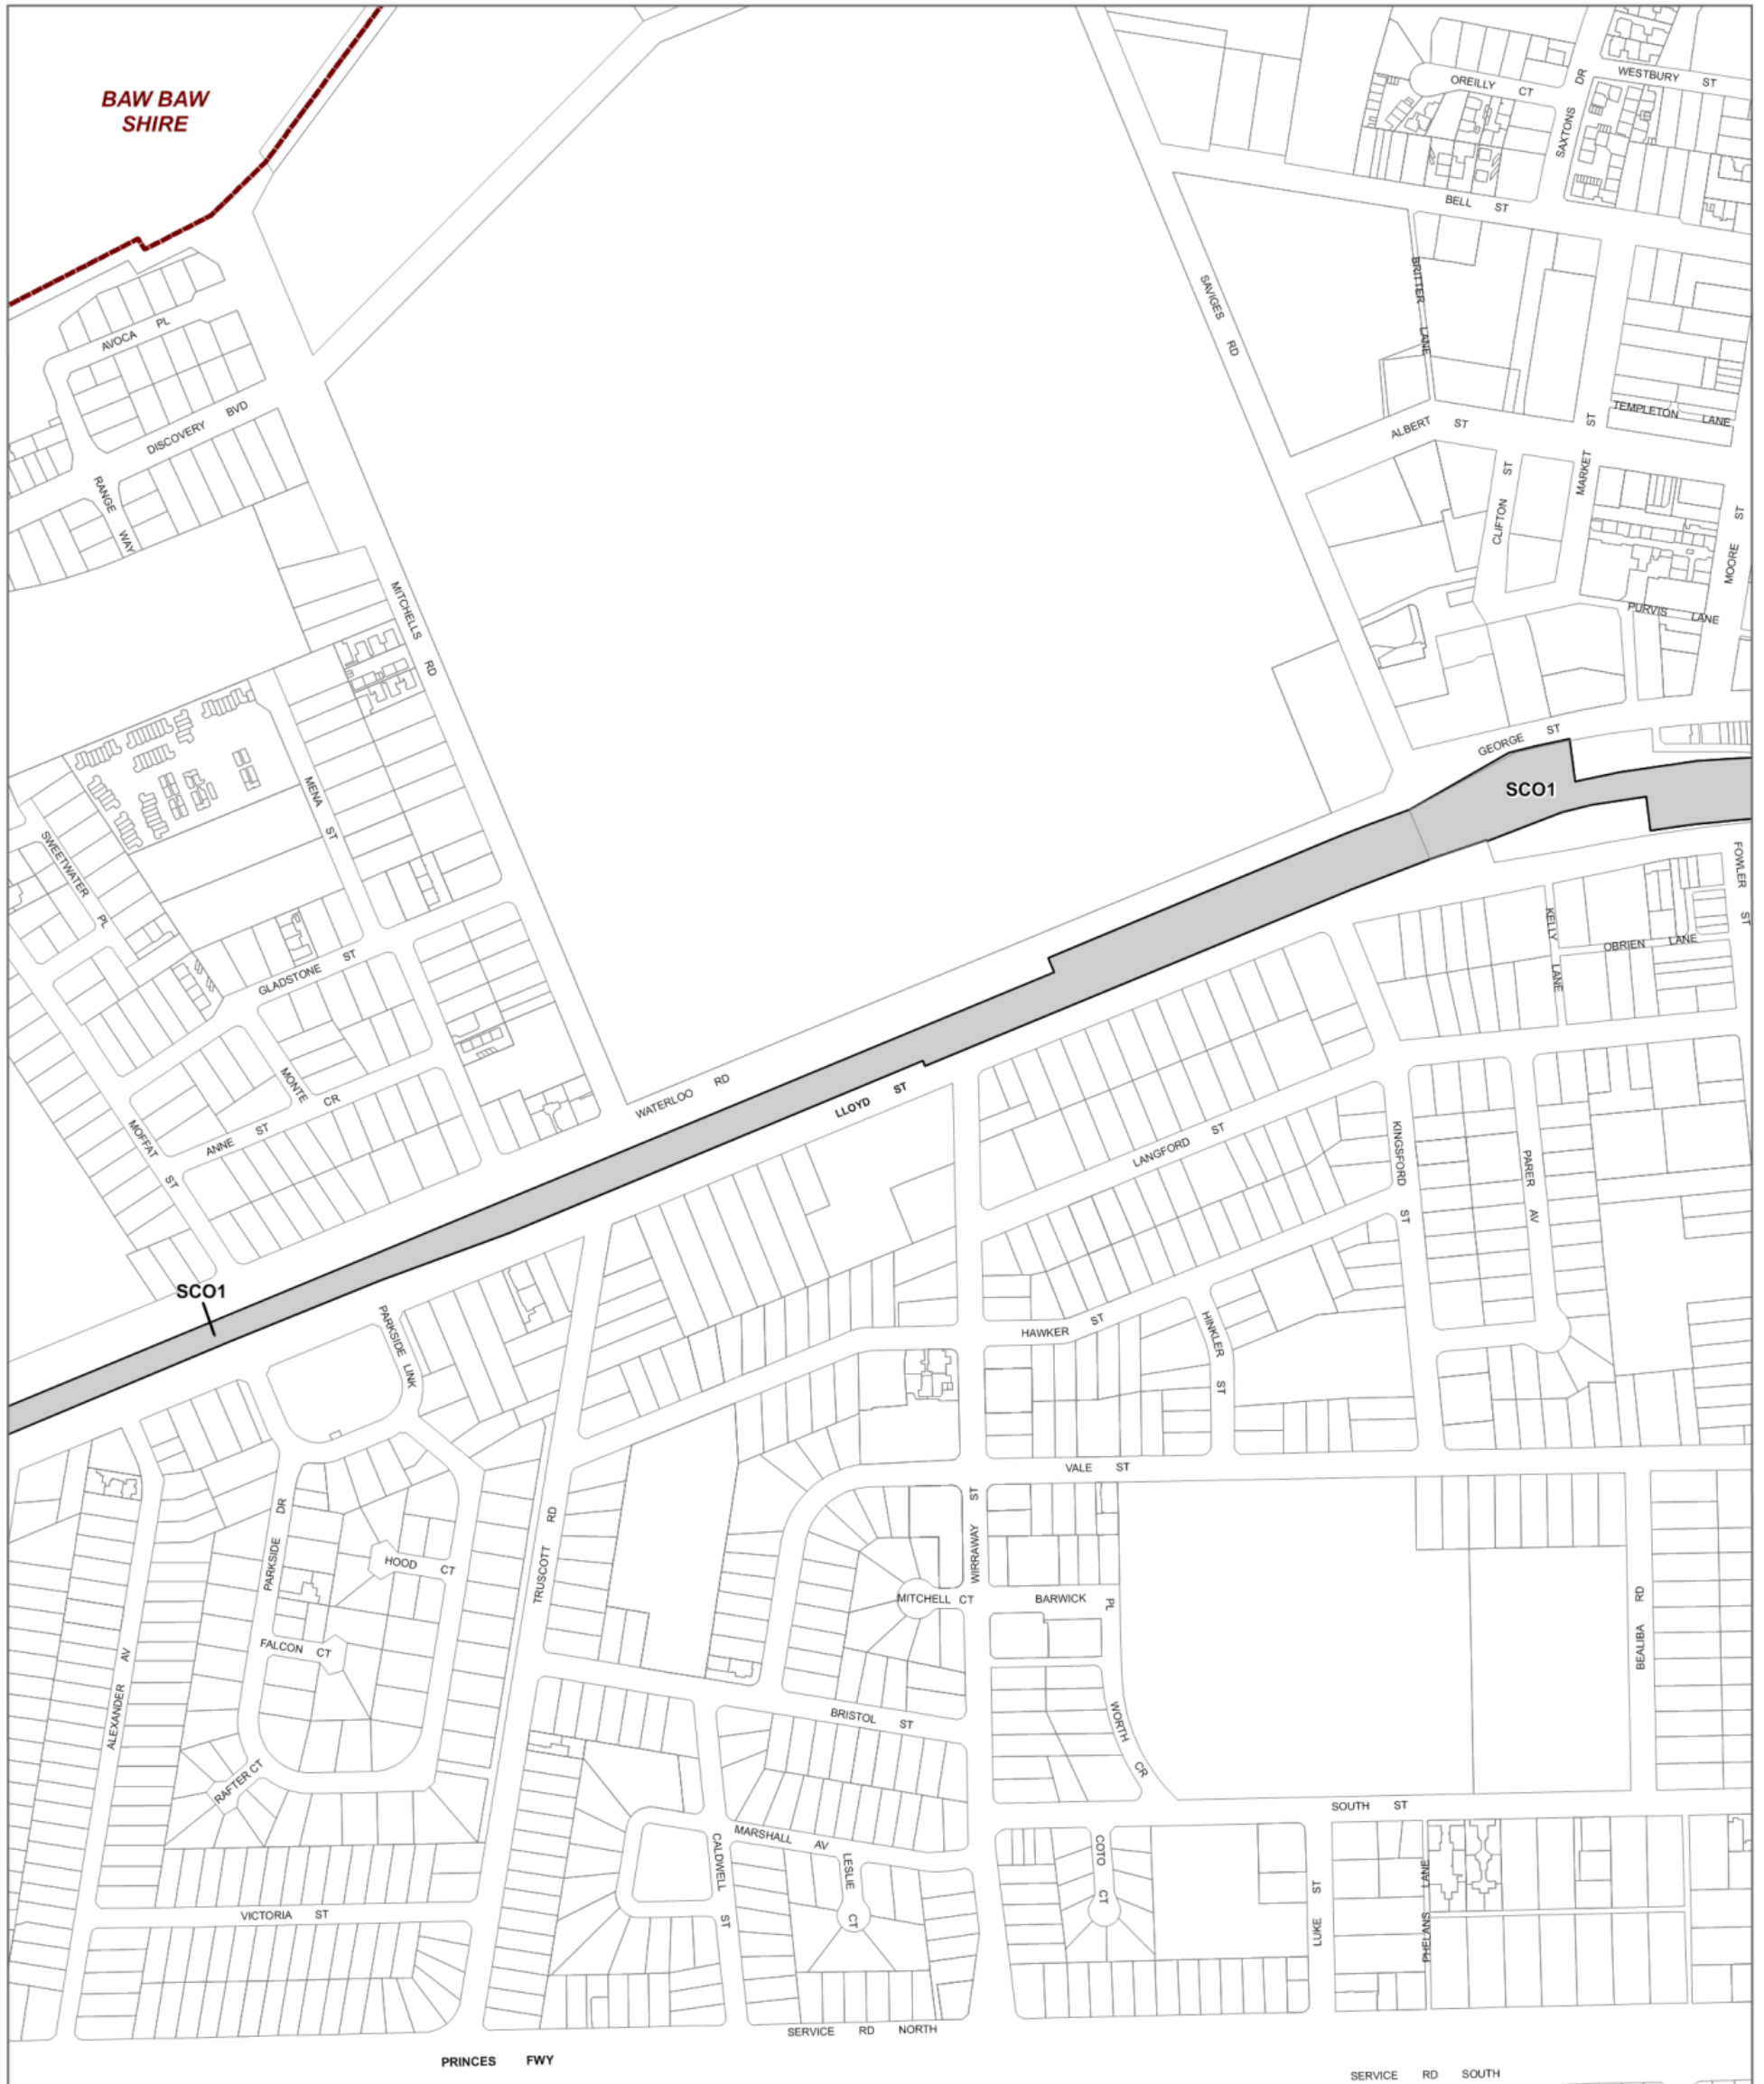 BAW BAW
SHIRE
OREILLY CT
SAXTONS DR
WESTBURY ST
BELL ST
AVOCA PL
DISCOVERY BVD
RANGE WAY
SAVIGES RD
BRITTER LANE
ALBERT ST
TEMPLETON LANE
CLIFTON ST
MARKET ST
MOORE ST
PURVIS LANE
MITCHELLS RD
GEORGE ST
SCO1
MENA ST
SWEETWATER PL
FOWLER ST
KELLY LANE
OBRIEN LANE
LANE
GLADSTONE ST
MONTE CR
WATERLOO RD
LLOYD ST
MOFFAT ST
ANNE ST
LANGFORD ST
KINGSFORD ST
PARER AV
SCO1
PARKSIDE LINK
HAWKER ST
HINKLER ST
VALE ST
PARKSIDE DR
TRUSCOTT RD
WIRRAWAY ST
HOOD CT
MITCHELL CT
BARWICK PL
BEALIBA RD
FALCON CT
ALEXANDER AV
BRISTOL ST
WORTH CR
RAFTER CT
SOUTH ST
MARSHALL AV
CALDWELL ST
LESLIE CT
COTO CT
LUKE ST
PHELANS LANE
VICTORIA ST
SERVICE RD NORTH
PRINCES FWY
SERVICE RD SOUTH